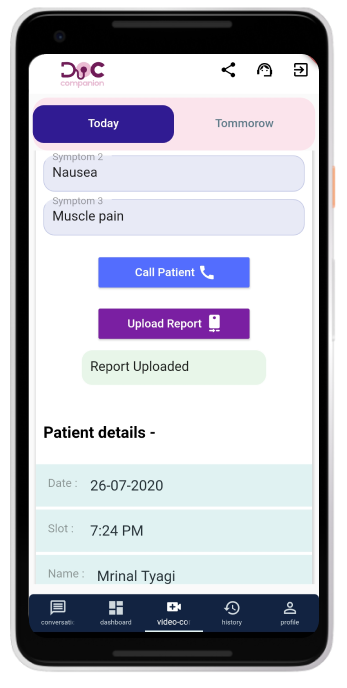 DOC
companion
Today
Tommorow
Symptom 2
Nausea
Symptom 3
Muscle pain
Call Patient
Upload Report
Report Uploaded
Patient details -
Date : 26-07-2020
Slot : 7:24 PM
Name : Mrinal Tyagi
conversati
dashboard
video-co
history
profile